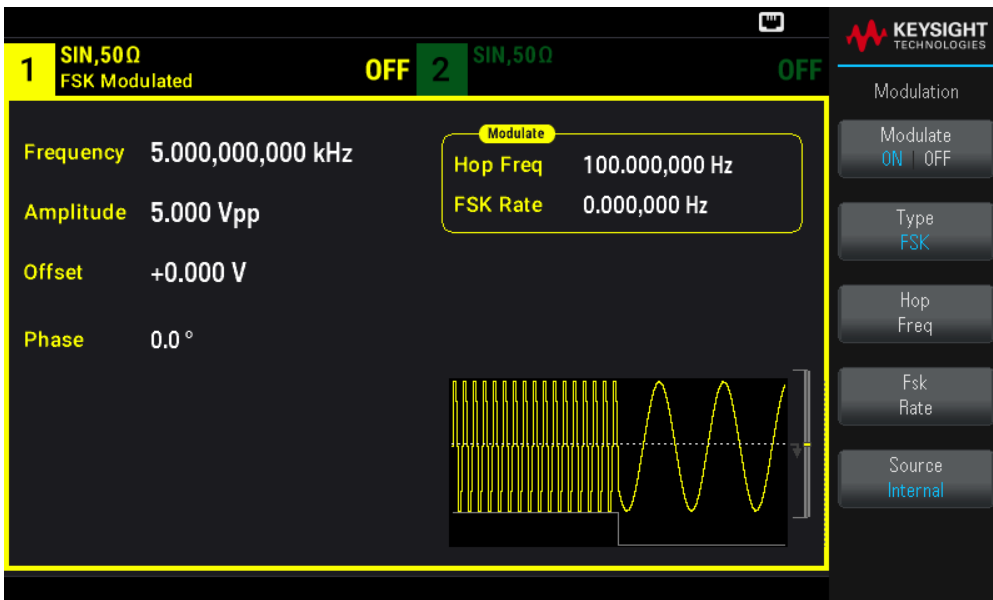 KEYSIGHT
TECHNOLOGIES
1 SIN,50Ω
FSK Modulated
OFF
2 SIN,50Ω
OFF
Modulation
Frequency 5.000,000,000 kHz
Amplitude 5.000 Vpp
Offset +0.000 V
Phase 0.0 °
Modulate
Hop Freq 100.000,000 Hz
FSK Rate 0.000,000 Hz
Modulate
ON | OFF
Type
FSK
Hop
Freq
Fsk
Rate
Source
Internal